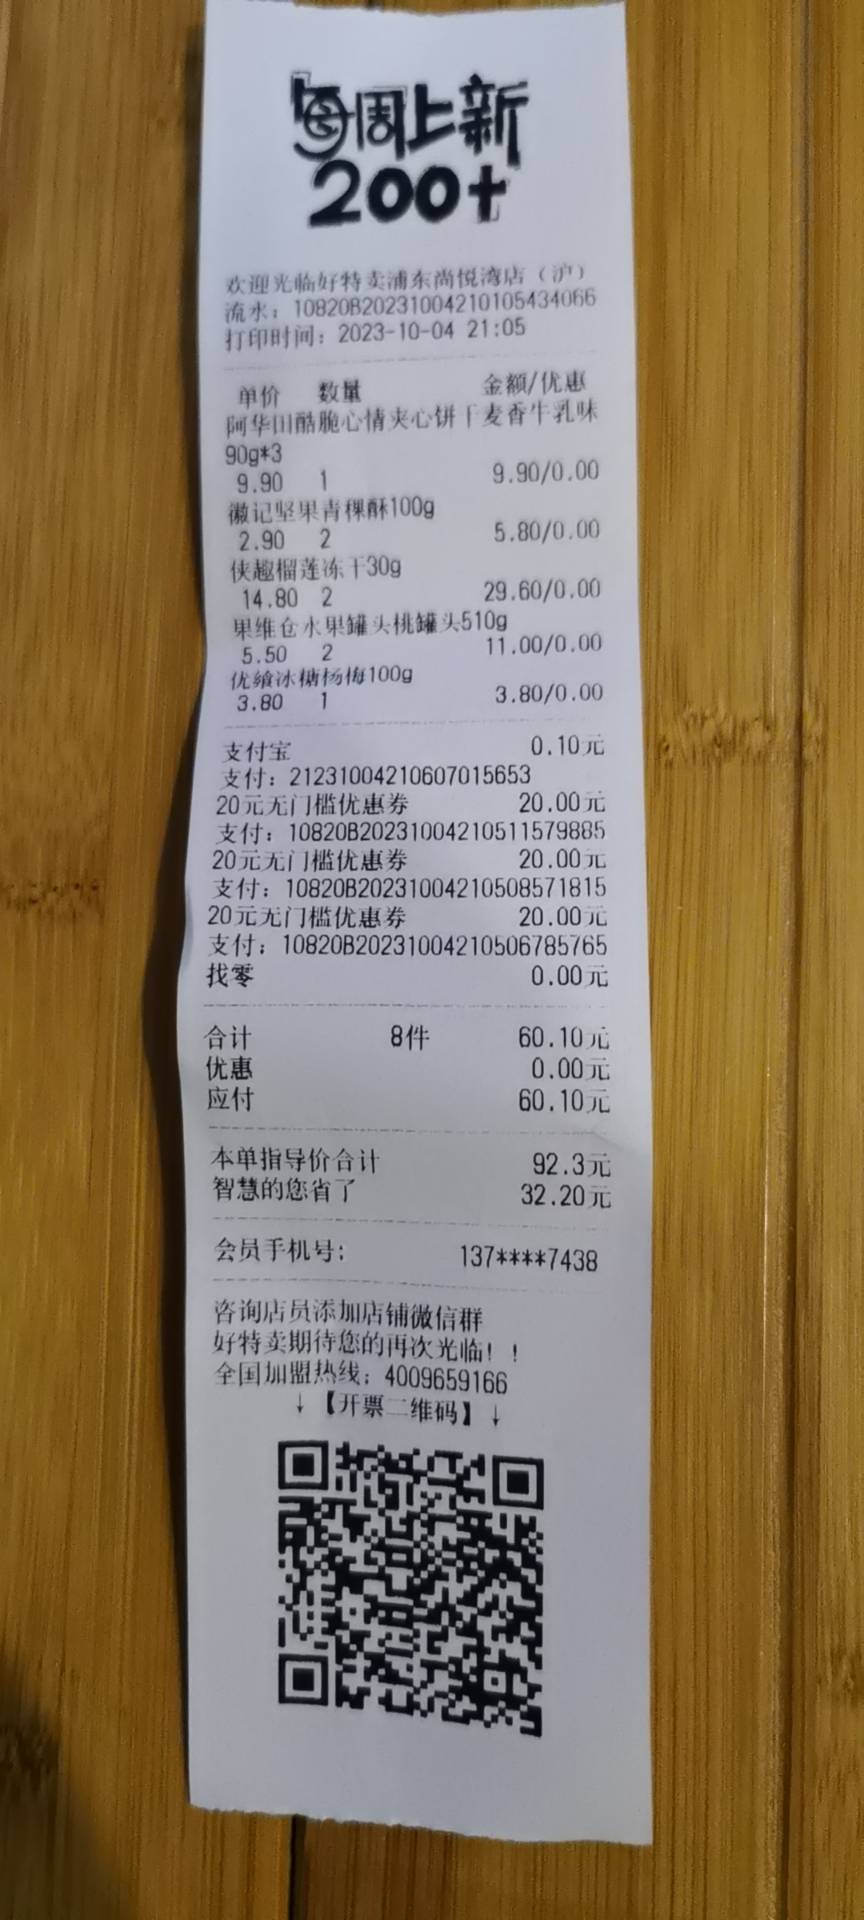 每周上新
200+
欢迎光临好特卖浦东尚悦湾店（沪）
流水：10820B20231004210105434066
打印时间：2023-10-04 21:05
单价 数量 金额/优惠
阿华田酷脆心情夹心饼干麦香牛乳味
90g*3
9.90 1 9.90/0.00
徽记坚果青稞酥100g
2.90 2 5.80/0.00
侠趣榴莲冻干30g
14.80 2 29.60/0.00
果维仓水果罐头桃罐头510g
5.50 2 11.00/0.00
优缤冰糖杨梅100g
3.80 1 3.80/0.00
支付宝 0.10元
支付：21231004210607015653
20元无门槛优惠券 20.00元
支付：10820B20231004210511579885
20元无门槛优惠券 20.00元
支付：10820B20231004210508571815
20元无门槛优惠券 20.00元
支付：10820B20231004210506785765
找零 0.00元
合计 8件 60.10元
优惠 0.00元
应付 60.10元
本单指导价合计 92.3元
智慧的您省了 32.20元
会员手机号： 137****7438
咨询店员添加店铺微信群
好特卖期待您的再次光临！！
全国加盟热线：4009659166
↓【开票二维码】↓